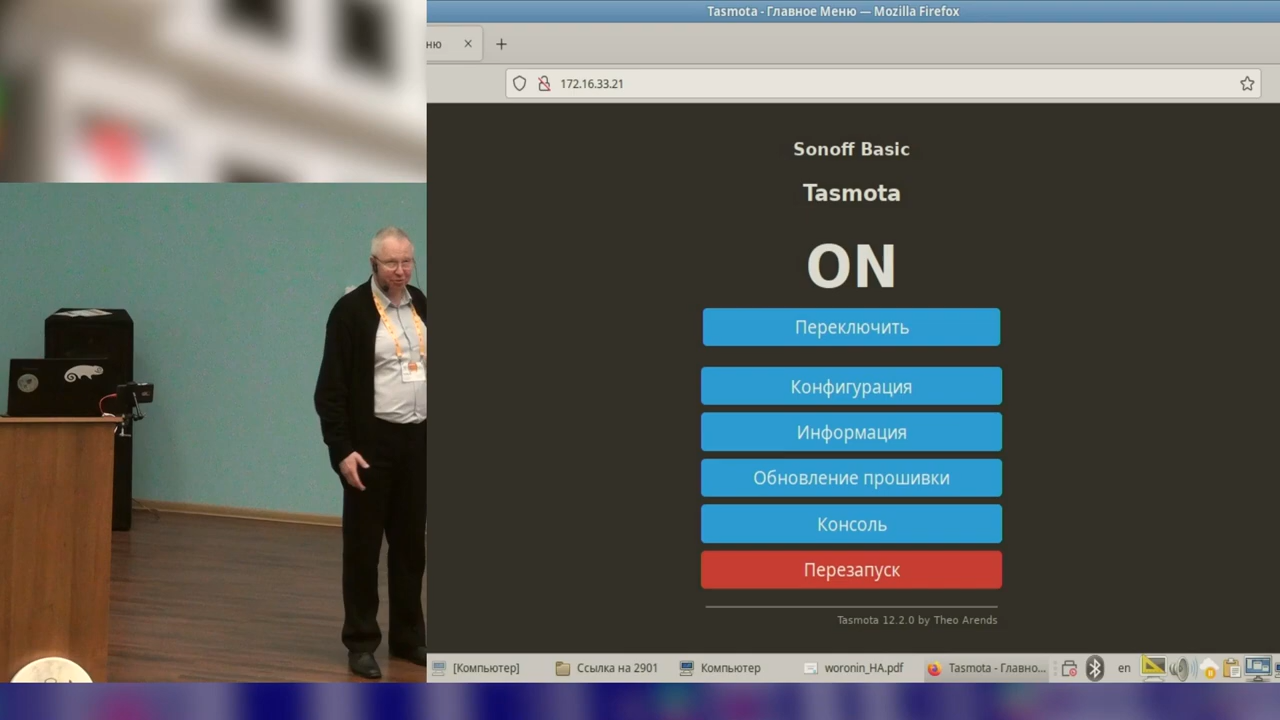 Tasmota - Главное Меню — Mozilla Firefox
ню
172.16.33.21
Sonoff Basic
Tasmota
ON
Переключить
Конфигурация
Информация
Обновление прошивки
Консоль
Перезапуск
Tasmota 12.2.0 by Theo Arends
[Компьютер] Ссылка на 2901 Компьютер woronin_HA.pdf Tasmota - Главно... en